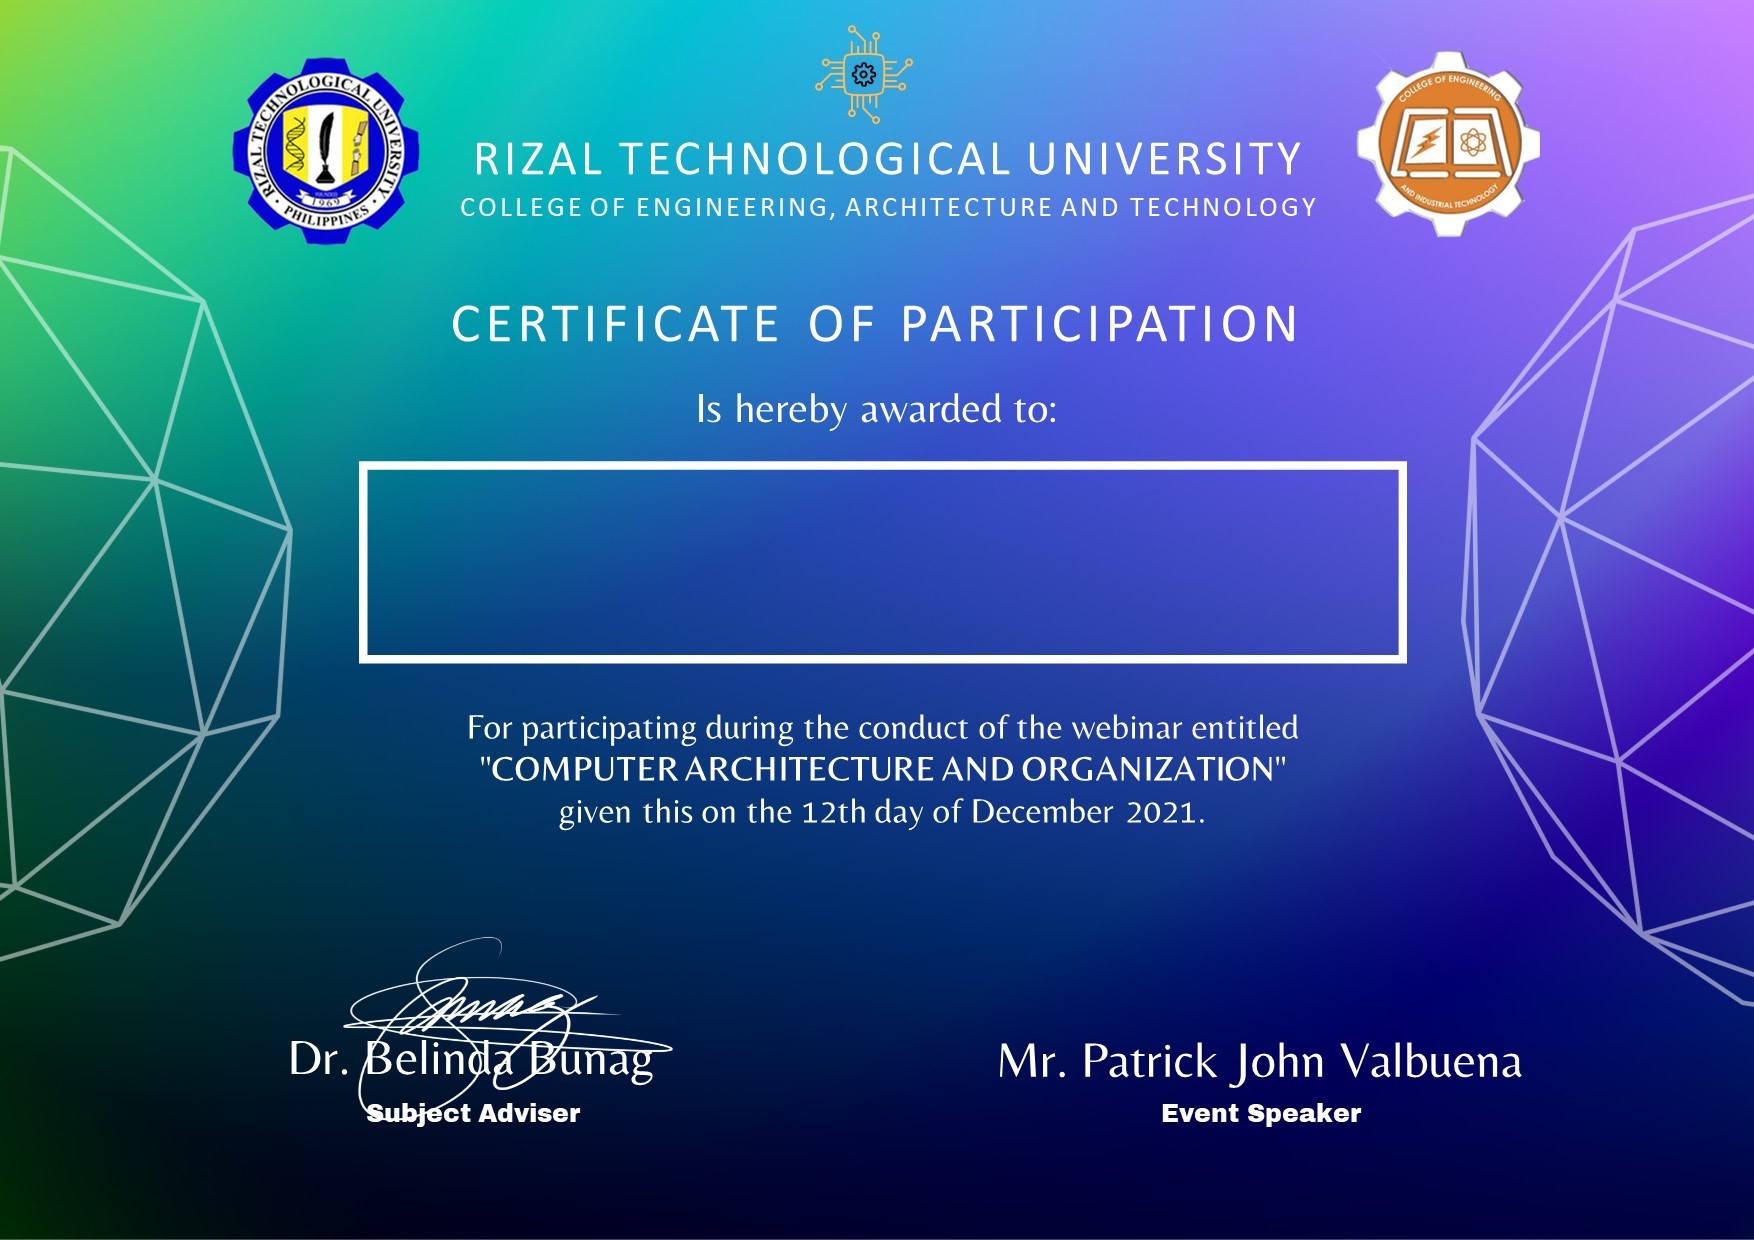 RIZAL TECHNOLOGICAL UNIVERSITY
PHILIPPINES
FOUNDED
1969
COLLEGE OF ENGINEERING
AND INDUSTRIAL TECHNOLOGY
RIZAL TECHNOLOGICAL UNIVERSITY
COLLEGE OF ENGINEERING, ARCHITECTURE AND TECHNOLOGY
CERTIFICATE OF PARTICIPATION
Is hereby awarded to:
For participating during the conduct of the webinar entitled
"COMPUTER ARCHITECTURE AND ORGANIZATION"
given this on the 12th day of December 2021.
Dr. Belinda Bunag
Subject Adviser
Mr. Patrick John Valbuena
Event Speaker